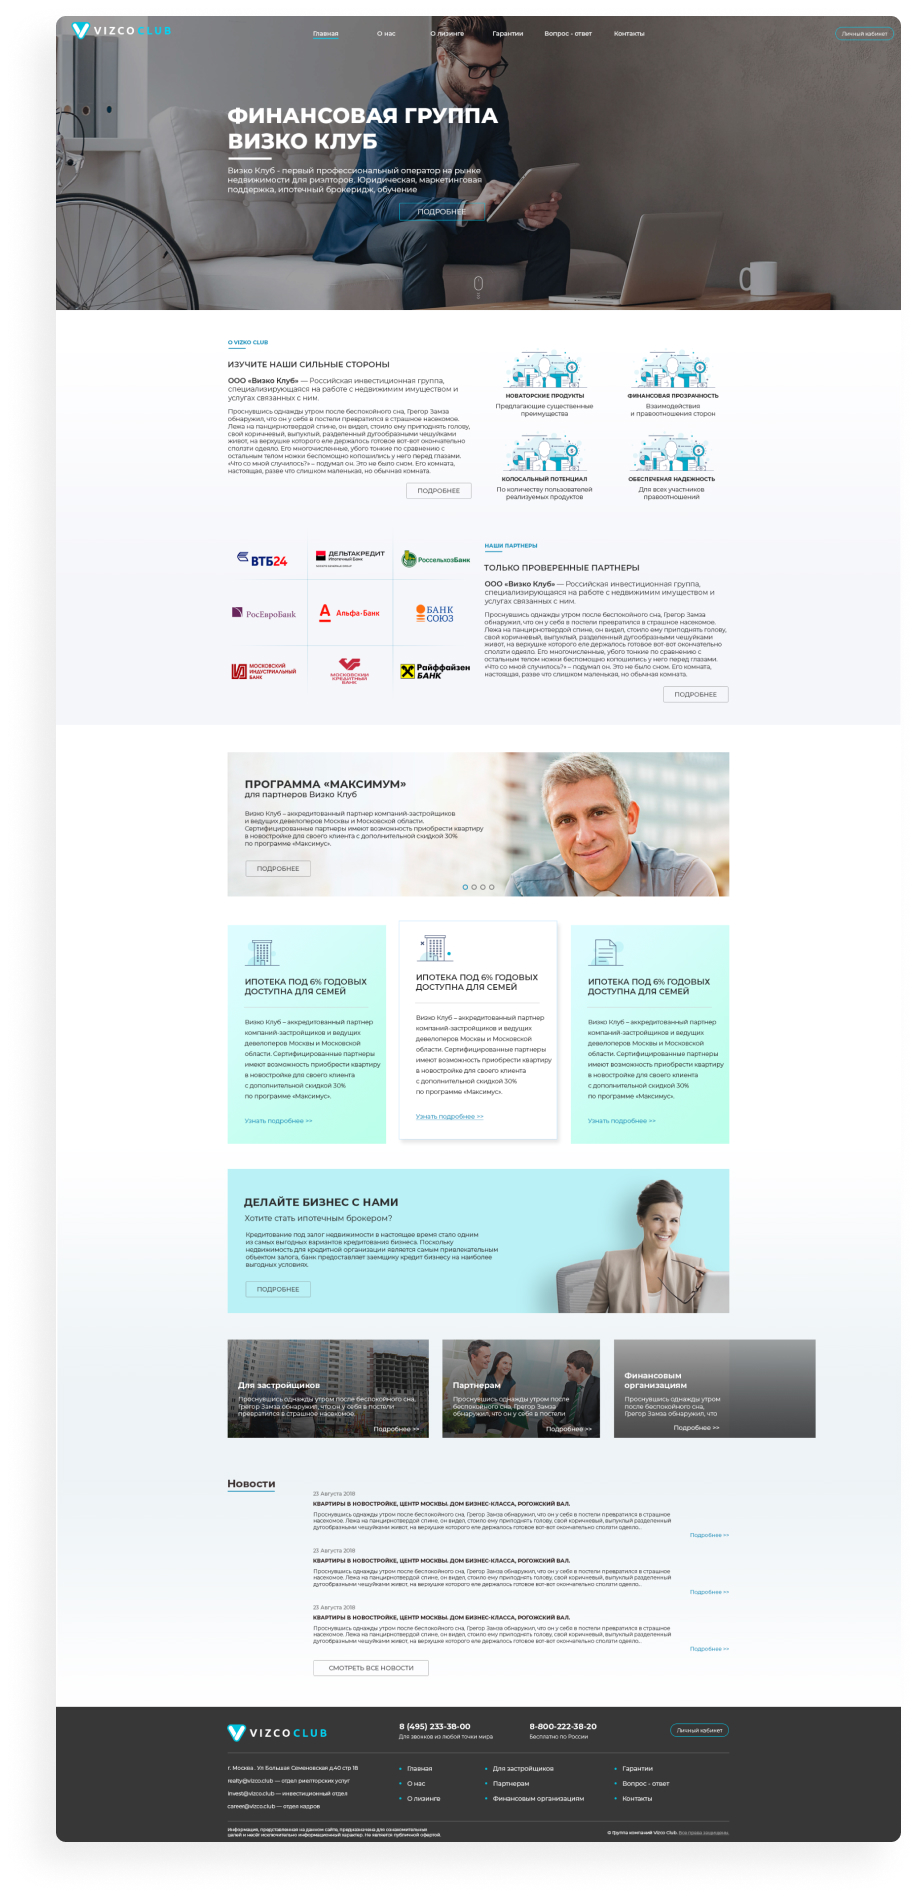 VIZCOCLUB
Главная
О нас
О лизинге
Гарантии
Вопрос - ответ
Контакты
Личный кабинет
ФИНАНСОВАЯ ГРУППА
ВИЗКО КЛУБ
Визко Клуб - первый профессиональный оператор на рынке
недвижимости для риэлторов. Юридическая, маркетинговая
поддержка, ипотечный брокеридж, обучение
ПОДРОБНЕЕ
О VIZKO CLUB
ИЗУЧИТЕ НАШИ СИЛЬНЫЕ СТОРОНЫ
ООО «Визко Клуб» — Российская инвестиционная группа,
специализирующаяся на работе с недвижимим имуществом и
услугах связанных с ним.
Проснувшись однажды утром после беспокойного сна, Грегор Замза
обнаружил, что он у себя в постели превратился в страшное насекомое.
Лежа на панцирнотвердой спине, он видел, стоило ему приподнять голову,
свой коричневый, выпуклый, разделенный дугообразными чешуйками
живот, на верхушке которого еле держалось готовое вот-вот окончательно
сползти одеяло. Его многочисленные, убого тонкие по сравнению с
остальным телом ножки беспомощно копошились у него перед глазами.
«Что со мной случилось?» – подумал он. Это не было сном. Его комната,
настоящая, разве что слишком маленькая, но обычная комната.
ПОДРОБНЕЕ
НОВАТОРСКИЕ ПРОДУКТЫ
Предлагающие существенные
преимущества
ФИНАНСОВАЯ ПРОЗРАЧНОСТЬ
Взаимодействия
и правоотношения сторон
КОЛОСАЛЬНЫЙ ПОТЕНЦИАЛ
По количеству пользователей
реализуемых продуктов
ОБЕСПЕЧЕНАЯ НАДЕЖНОСТЬ
Для всех участников
правоотношений
ВТБ24
ДЕЛЬТАКРЕДИТ
Ипотечный Банк
РоссельхозБанк
РосЕвроБанк
Альфа·Банк
БАНК
СОЮЗ
МОСКОВСКИЙ
ИНДУСТРИАЛЬНЫЙ
БАНК
МОСКОВСКИЙ
КРЕДИТНЫЙ
БАНК
Райффайзен
БАНК
НАШИ ПАРТНЕРЫ
ТОЛЬКО ПРОВЕРЕННЫЕ ПАРТНЕРЫ
ООО «Визко Клуб» — Российская инвестиционная группа,
специализирующаяся на работе с недвижимим имуществом и
услугах связанных с ним.
Проснувшись однажды утром после беспокойного сна, Грегор Замза
обнаружил, что он у себя в постели превратился в страшное насекомое.
Лежа на панцирнотвердой спине, он видел, стоило ему приподнять голову,
свой коричневый, выпуклый, разделенный дугообразными чешуйками
живот, на верхушке которого еле держалось готовое вот-вот окончательно
сползти одеяло. Его многочисленные, убого тонкие по сравнению с
остальным телом ножки беспомощно копошились у него перед глазами.
«Что со мной случилось?» – подумал он. Это не было сном. Его комната,
настоящая, разве что слишком маленькая, но обычная комната.
ПОДРОБНЕЕ
ПРОГРАММА «МАКСИМУМ»
для партнеров Визко Клуб
Визко Клуб – аккредитованный партнер компаний-застройщиков
и ведущих девелоперов Москвы и Московской области.
Сертифицированные партнеры имеют возможность приобрести квартиру
в новостройке для своего клиента с дополнительной скидкой 30%
по программе «Максимус».
ПОДРОБНЕЕ
ИПОТЕКА ПОД 6% ГОДОВЫХ
ДОСТУПНА ДЛЯ СЕМЕЙ
Визко Клуб – аккредитованный партнер
компаний-застройщиков и ведущих
девелоперов Москвы и Московской
области. Сертифицированные партнеры
имеют возможность приобрести квартиру
в новостройке для своего клиента
с дополнительной скидкой 30%
по программе «Максимус».
Узнать подробнее >>
ИПОТЕКА ПОД 6% ГОДОВЫХ
ДОСТУПНА ДЛЯ СЕМЕЙ
Визко Клуб – аккредитованный партнер
компаний-застройщиков и ведущих
девелоперов Москвы и Московской
области. Сертифицированные партнеры
имеют возможность приобрести квартиру
в новостройке для своего клиента
с дополнительной скидкой 30%
по программе «Максимус».
Узнать подробнее >>
ИПОТЕКА ПОД 6% ГОДОВЫХ
ДОСТУПНА ДЛЯ СЕМЕЙ
Визко Клуб – аккредитованный партнер
компаний-застройщиков и ведущих
девелоперов Москвы и Московской
области. Сертифицированные партнеры
имеют возможность приобрести квартиру
в новостройке для своего клиента
с дополнительной скидкой 30%
по программе «Максимус».
Узнать подробнее >>
ДЕЛАЙТЕ БИЗНЕС С НАМИ
Хотите стать ипотечным брокером?
Кредитование под залог недвижимости в настоящее время стало одним
из самых выгодных вариантов кредитования бизнеса. Поскольку
недвижимость для кредитной организации является самым привлекательным
объектом залога, банк предоставляет заемщику кредит бизнесу на наиболее
выгодных условиях.
ПОДРОБНЕЕ
Для застройщиков
Проснувшись однажды утром после беспокойного сна,
Грегор Замза обнаружил, что он у себя в постели
превратился в страшное насекомое.
Подробнее >>
Партнерам
Проснувшись однажды утром после
беспокойного сна, Грегор Замза
обнаружил, что он у себя в постели
Подробнее >>
Финансовым
организациям
Проснувшись однажды утром
после беспокойного сна,
Грегор Замза обнаружил, что
Подробнее >>
Новости
23 Августа 2018
КВАРТИРЫ В НОВОСТРОЙКЕ, ЦЕНТР МОСКВЫ. ДОМ БИЗНЕС-КЛАССА, РОГОЖСКИЙ ВАЛ.
Проснувшись однажды утром после беспокойного сна, Грегор Замза обнаружил, что он у себя в постели превратился в страшное
насекомое. Лежа на панцирнотвердой спине, он видел, стоило ему приподнять голову, свой коричневый, выпуклый, разделенный
дугообразными чешуйками живот, на верхушке которого еле держалось готовое вот-вот окончательно сползти одеяло...
Подробнее >>
23 Августа 2018
КВАРТИРЫ В НОВОСТРОЙКЕ, ЦЕНТР МОСКВЫ. ДОМ БИЗНЕС-КЛАССА, РОГОЖСКИЙ ВАЛ.
Проснувшись однажды утром после беспокойного сна, Грегор Замза обнаружил, что он у себя в постели превратился в страшное
насекомое. Лежа на панцирнотвердой спине, он видел, стоило ему приподнять голову, свой коричневый, выпуклый, разделенный
дугообразными чешуйками живот, на верхушке которого еле держалось готовое вот-вот окончательно сползти одеяло...
Подробнее >>
23 Августа 2018
КВАРТИРЫ В НОВОСТРОЙКЕ, ЦЕНТР МОСКВЫ. ДОМ БИЗНЕС-КЛАССА, РОГОЖСКИЙ ВАЛ.
Проснувшись однажды утром после беспокойного сна, Грегор Замза обнаружил, что он у себя в постели превратился в страшное
насекомое. Лежа на панцирнотвердой спине, он видел, стоило ему приподнять голову, свой коричневый, выпуклый, разделенный
дугообразными чешуйками живот, на верхушке которого еле держалось готовое вот-вот окончательно сползти одеяло...
Подробнее >>
СМОТРЕТЬ ВСЕ НОВОСТИ
VIZCOCLUB
8 (495) 233-38-00
Для звонков из любой точки мира
8-800-222-38-20
Бесплатно по России
Личный кабинет
г. Москва . Ул Большая Семеновская д.40 стр 18
realty@vizco.club — отдел риелторских услуг
invest@vizco.club — инвестиционный отдел
career@vizco.club — отдел кадров
Главная
О нас
О лизинге
Для застройщиков
Партнерам
Финансовым организациям
Гарантии
Вопрос - ответ
Контакты
Информация, представленная на данном сайте, предназначена для ознакомительных
целей и несёт исключительно информационный характер. Не является публичной офертой.
© Группа компаний Vizco Club. Все права защищены.